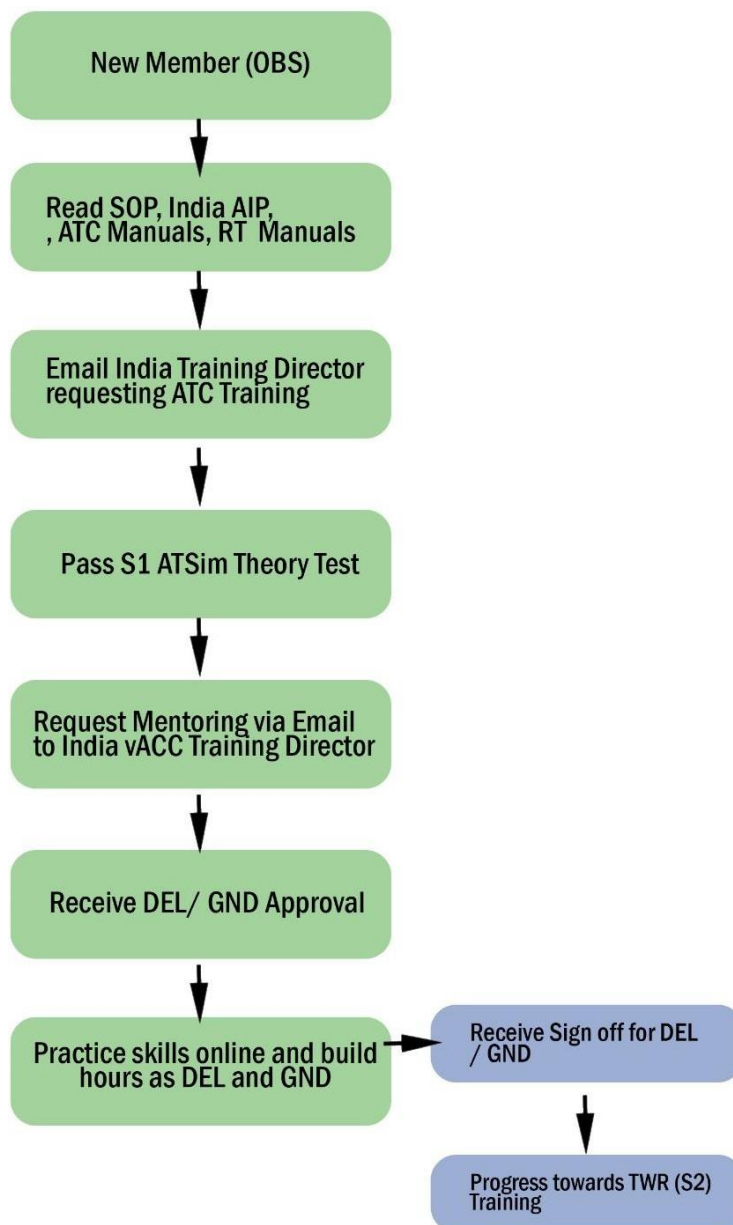 New Member (OBS)
Read SOP, India AIP,
, ATC Manuals, RT Manuals
Email India Training Director
requesting ATC Training
Pass S1 ATSim Theory Test
Request Mentoring via Email
to India vACC Training Director
Receive DEL/ GND Approval
Practice skills online and build
hours as DEL and GND
Receive Sign off for DEL
/ GND
Progress towards TWR (S2)
Training